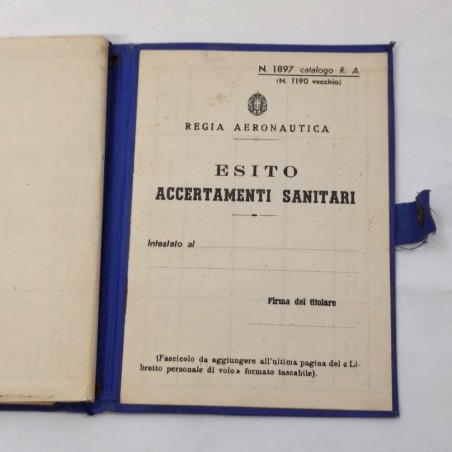 N. 1897 catalogo R. A.
(N. 1190 vecchio)
REGIA AERONAUTICA
ESITO
ACCERTAMENTI SANITARI
Intestato al
Firma del titolare
(Fascicolo da aggiungere all'ultima pagina del «Li-
bretto personale di volo» formato tascabile).